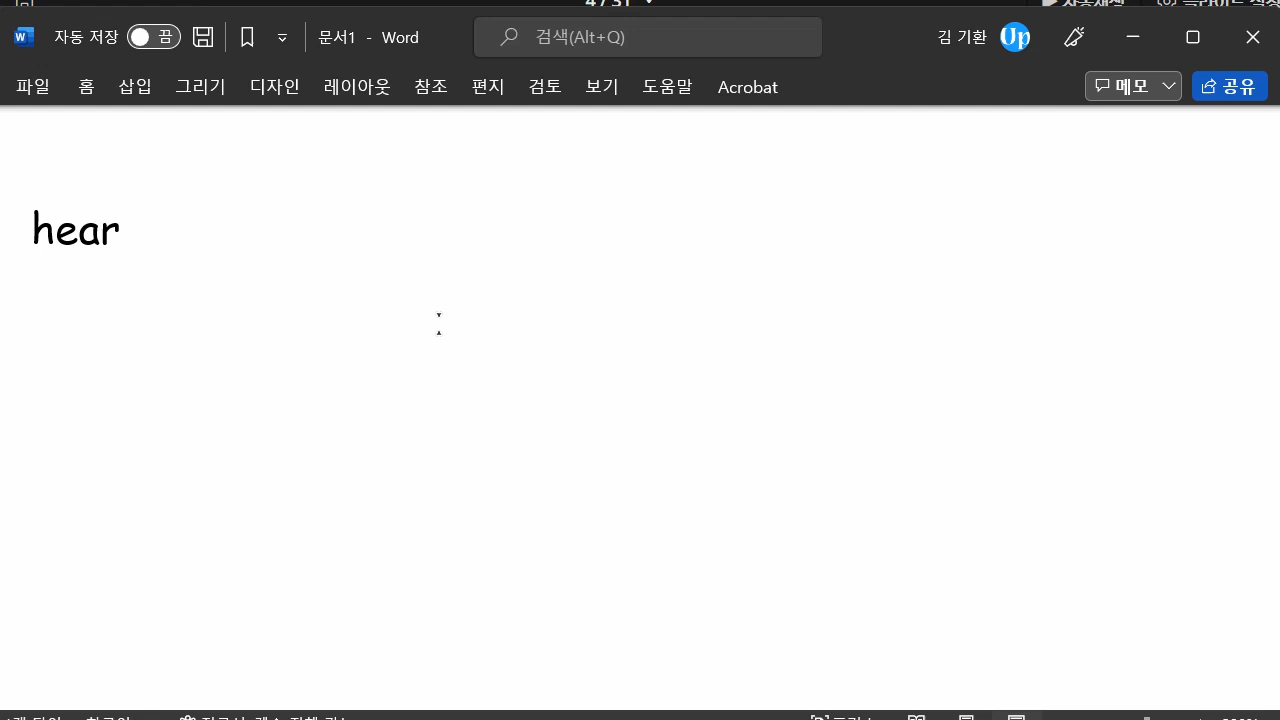 자동 저장 끔 문서1 - Word 검색(Alt+Q) 김 기환 Up
파일 홈 삽입 그리기 디자인 레이아웃 참조 편지 검토 보기 도움말 Acrobat 메모 공유
hear